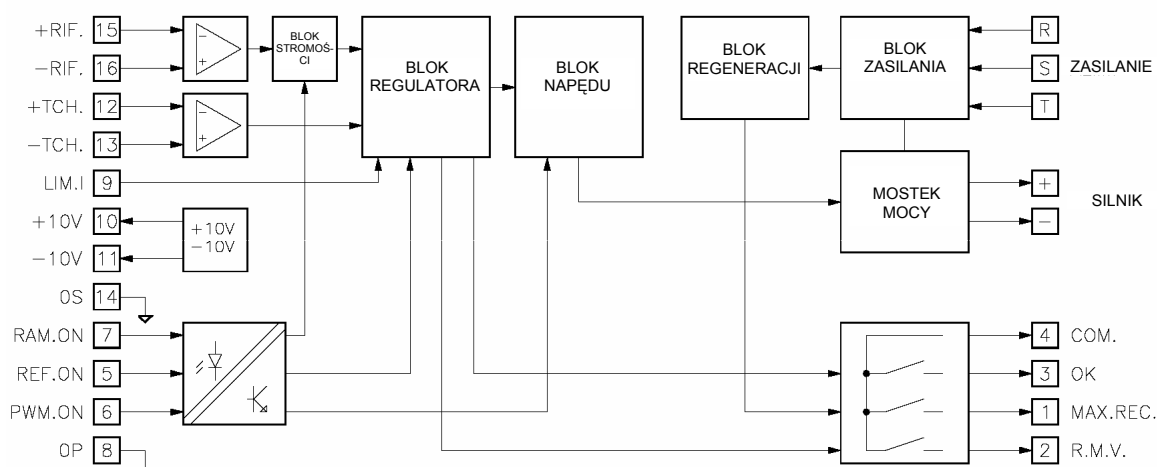 +RIF. 15
−RIF. 16
+TCH. 12
−TCH. 13
LIM.I 9
+10V 10
−10V 11
0S 14
RAM.ON 7
REF.ON 5
PWM.ON 6
0P 8
−
+
−
+
+10V
−10V
BLOK
STROMOŚ-
CI
BLOK
REGULATORA
BLOK
NAPĘDU
BLOK
REGENERACJI
BLOK
ZASILANIA
MOSTEK
MOCY
R
S ZASILANIE
T
+
−
SILNIK
4 COM.
3 OK
1 MAX.REC.
2 R.M.V.